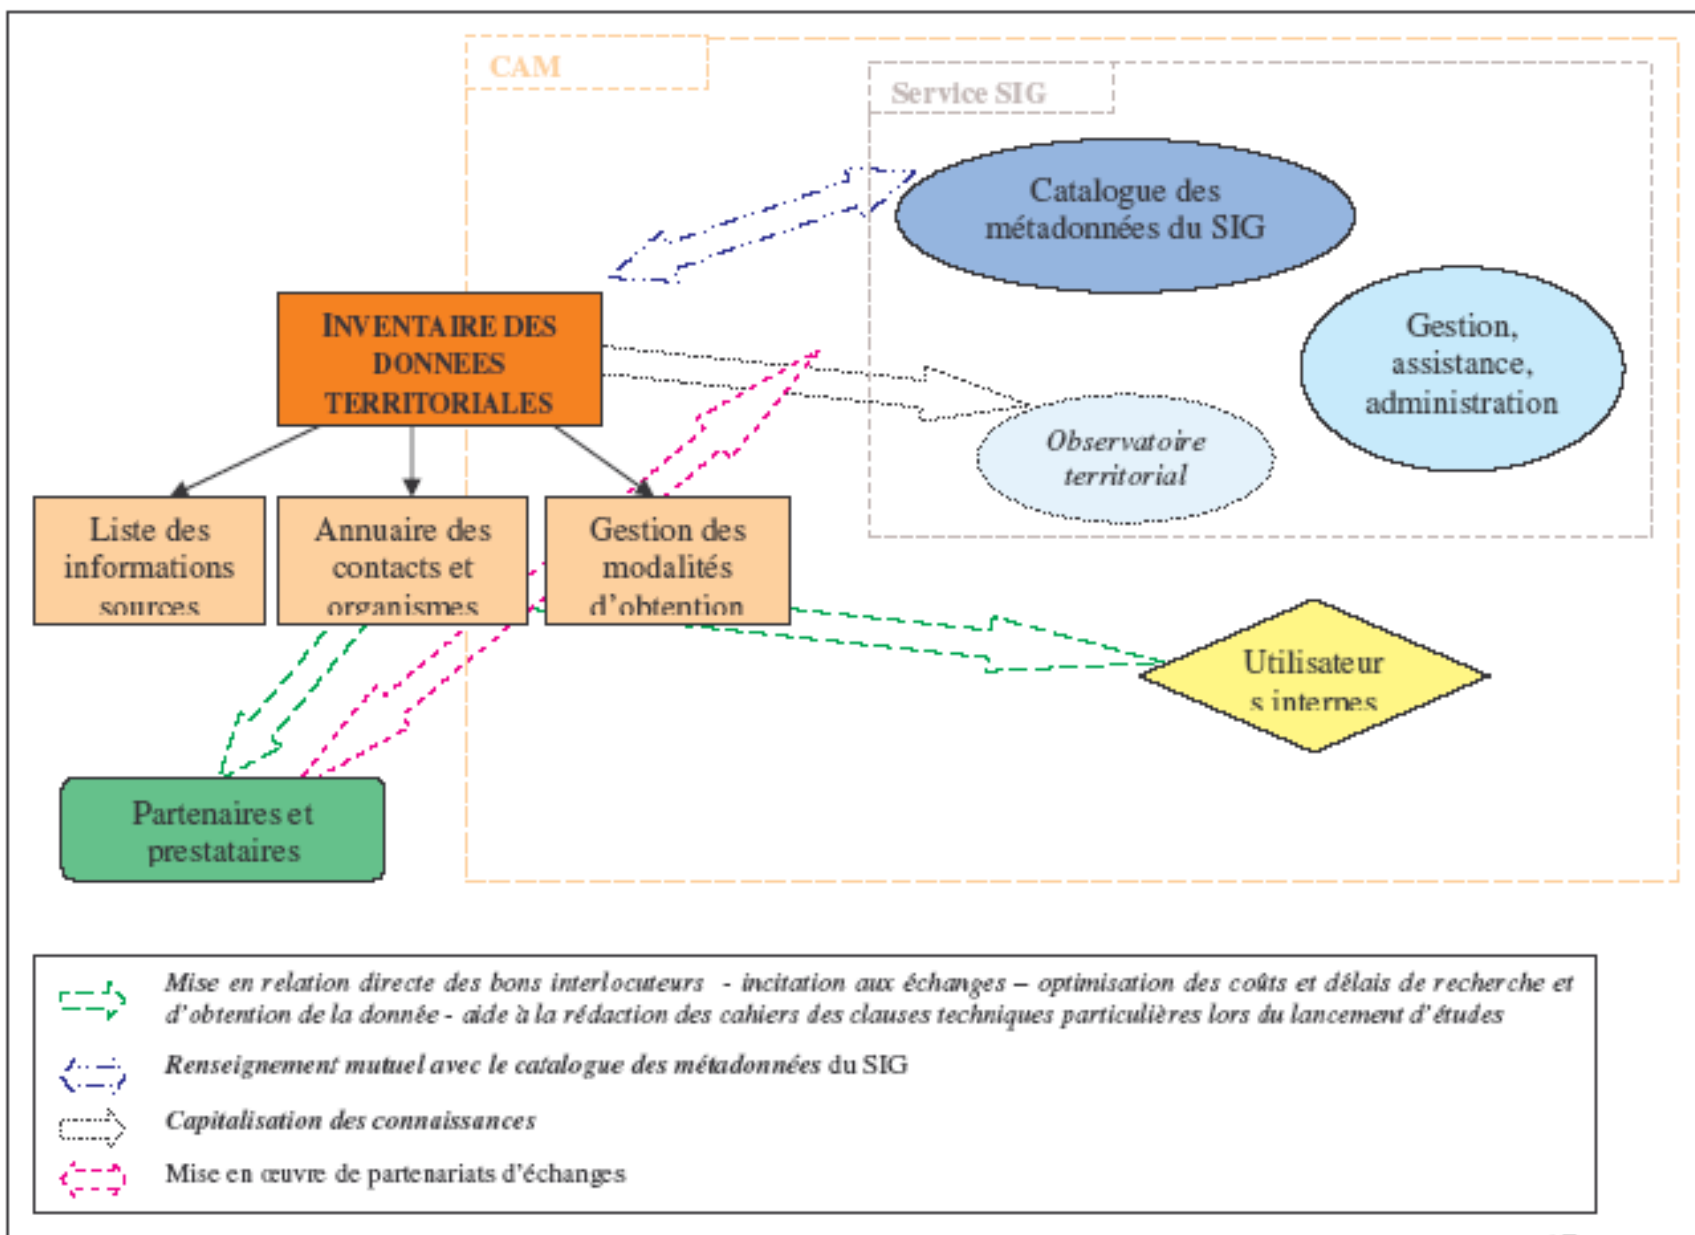 CAM
Service SIG
Catalogue des
métadonnées du SIG
Gestion,
assistance,
administration
INVENTAIRE DES
DONNEES
TERRITORIALES
Observatoire
territorial
Liste des
informations
sources
Annuaire des
contacts et
organismes
Gestion des
modalités
d'obtention
Utilisateur
s internes
Partenaires et
prestataires
Mise en relation directe des bons interlocuteurs - incitation aux échanges – optimisation des coûts et délais de recherche et
d'obtention de la donnée - aide à la rédaction des cahiers des clauses techniques particulières lors du lancement d'études
Renseignement mutuel avec le catalogue des métadonnées du SIG
Capitalisation des connaissances
Mise en œuvre de partenariats d'échanges